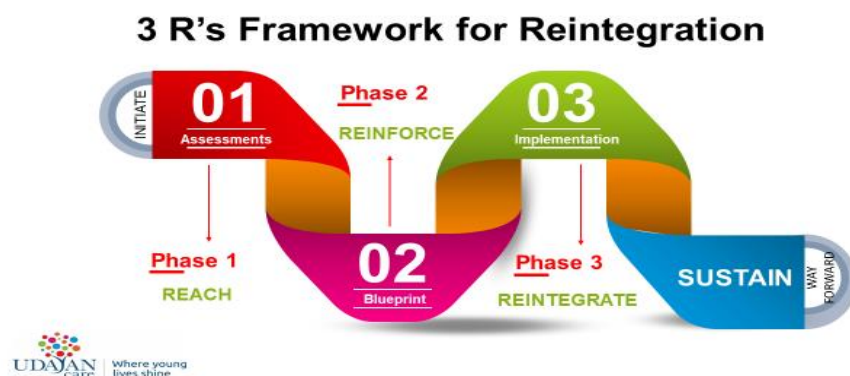 3 R's Framework for Reintegration
INITIATE
01
Assessments
Phase 1
REACH
Phase 2
REINFORCE
02
Blueprint
03
Implementation
Phase 3
REINTEGRATE
SUSTAIN
WAY
FORWARD
UDAYAN
care
Where young
lives shine